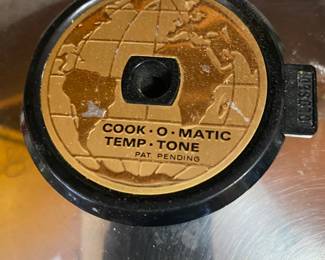 COOK·O·MATIC
TEMP·TONE
PAT. PENDING